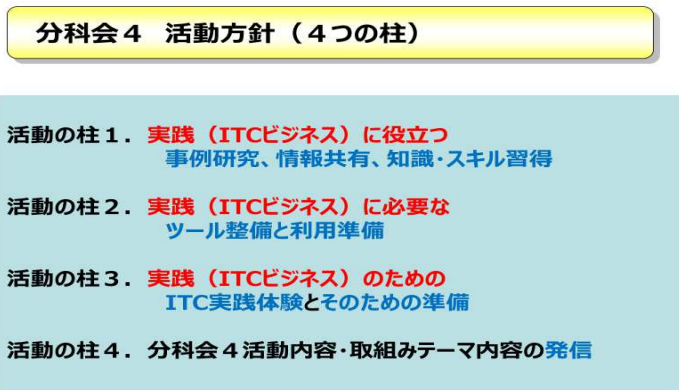 分科会４　活動方針（４つの柱）
活動の柱１．実践（ITCビジネス）に役立つ
事例研究、情報共有、知識・スキル習得
活動の柱２．実践（ITCビジネス）に必要な
ツール整備と利用準備
活動の柱３．実践（ITCビジネス）のための
ITC実践体験とそのための準備
活動の柱４．分科会４活動内容・取組みテーマ内容の発信